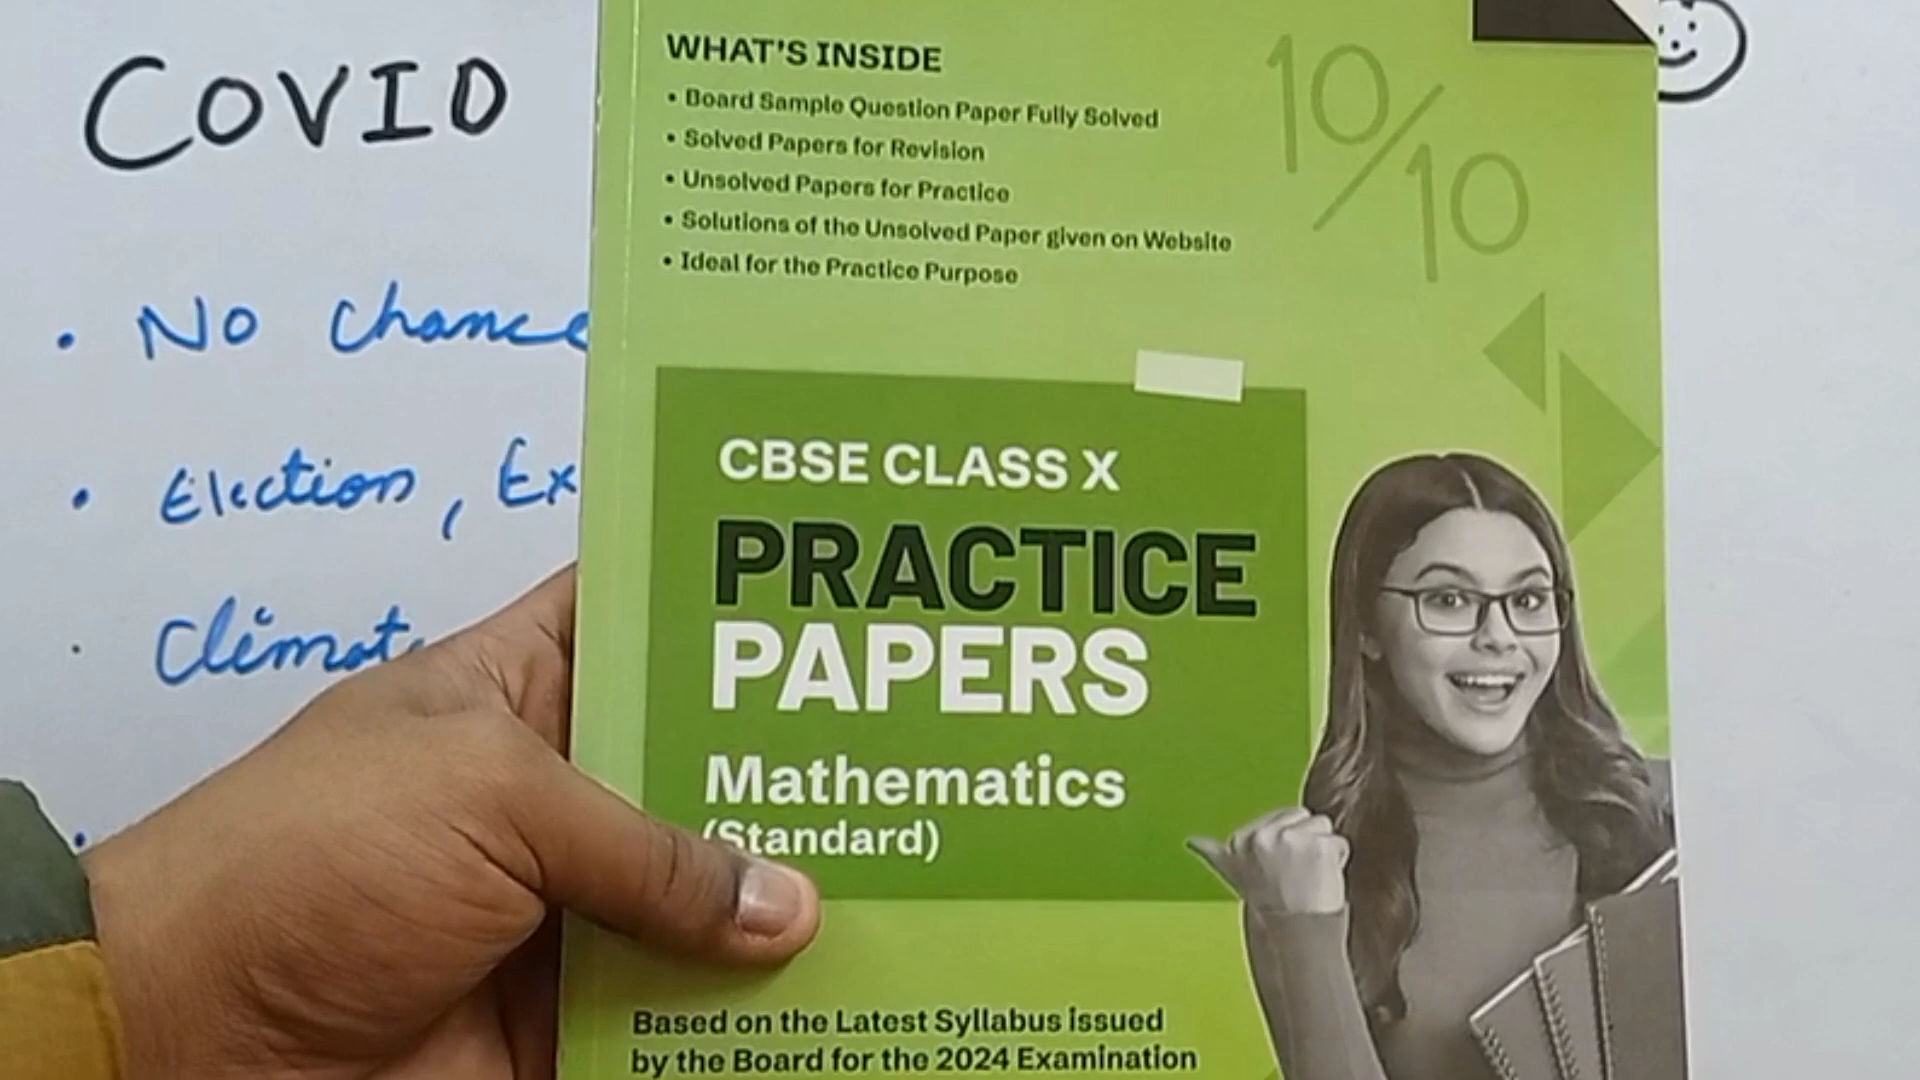 COVID
• No chance
• Election, Ex
• Climat
WHAT'S INSIDE
• Board Sample Question Paper Fully Solved
• Solved Papers for Revision
• Unsolved Papers for Practice
• Solutions of the Unsolved Paper given on Website
• Ideal for the Practice Purpose
10/10
CBSE CLASS X
PRACTICE
PAPERS
Mathematics
(Standard)
Based on the Latest Syllabus issued
by the Board for the 2024 Examination